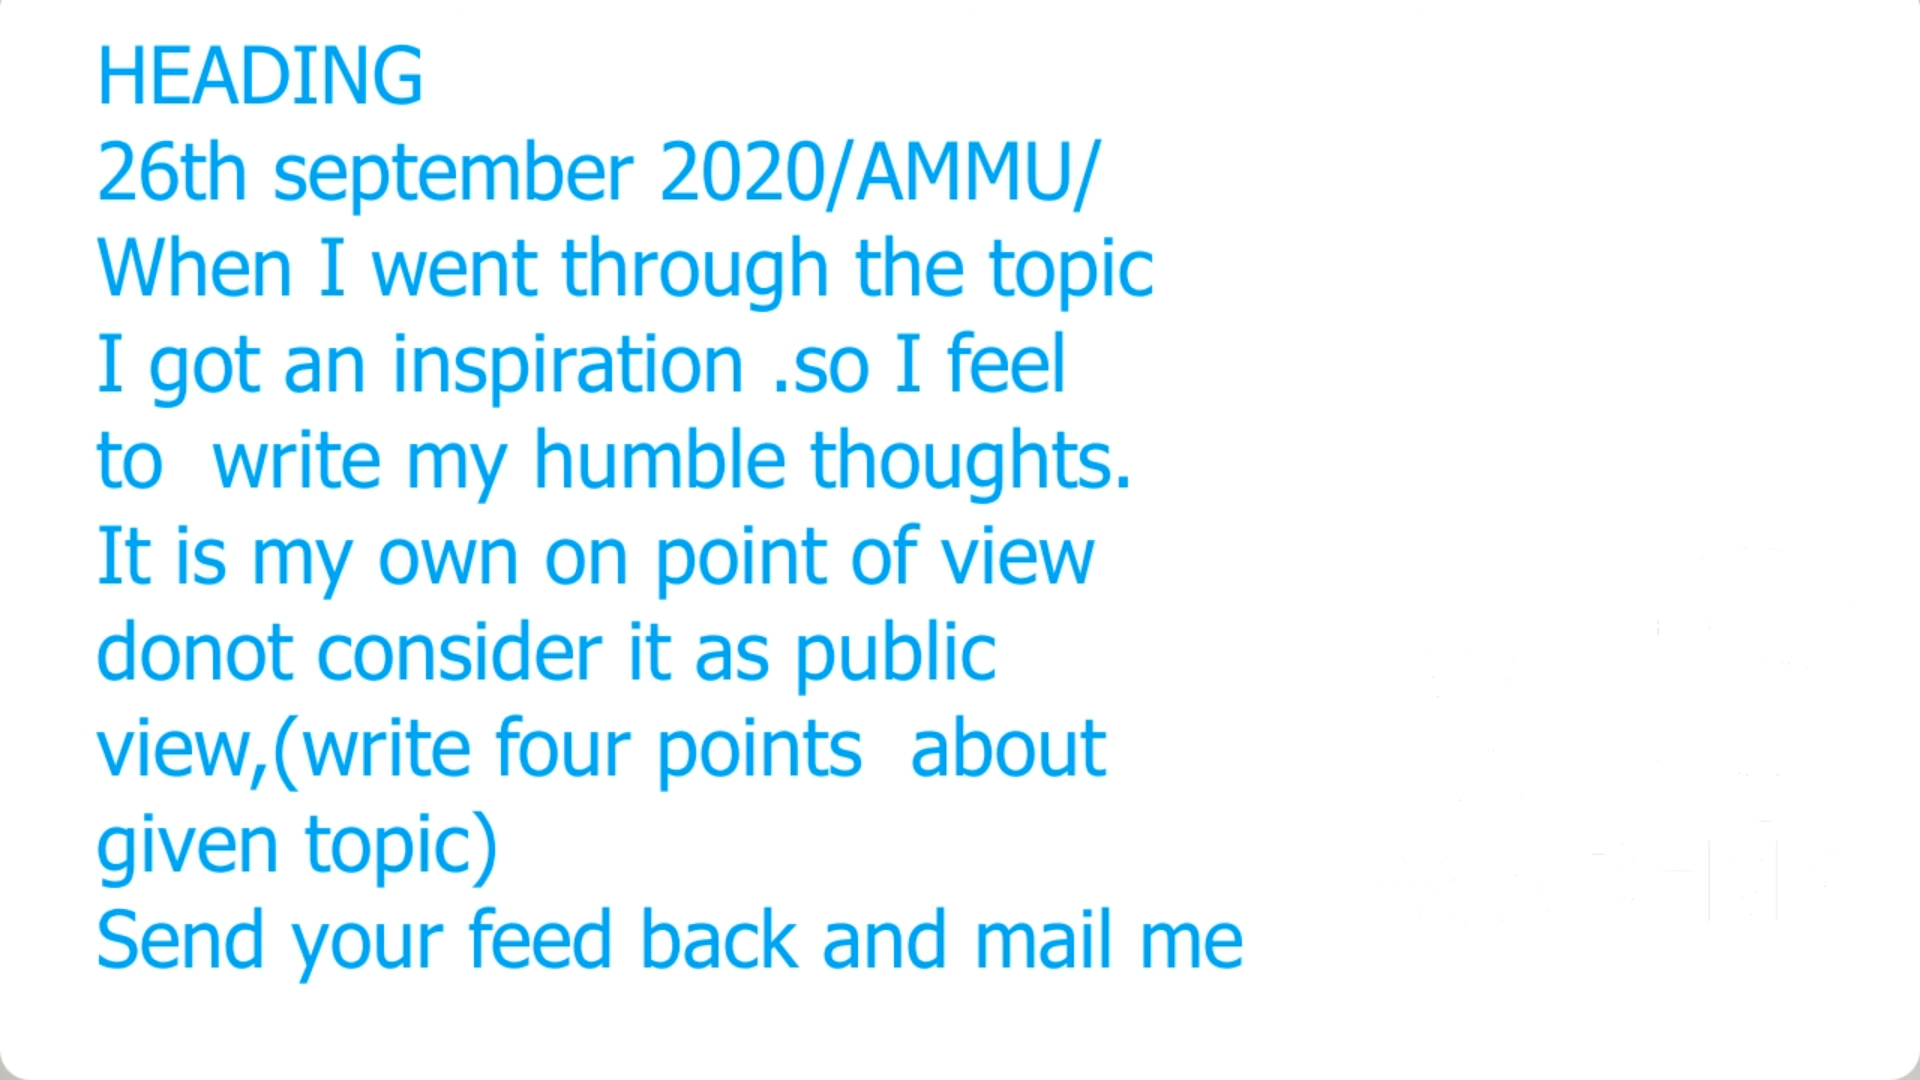 HEADING
26th september 2020/AMMU/
When I went through the topic
I got an inspiration .so I feel
to  write my humble thoughts.
It is my own on point of view
donot consider it as public
view,(write four points  about
given topic)
Send your feed back and mail me